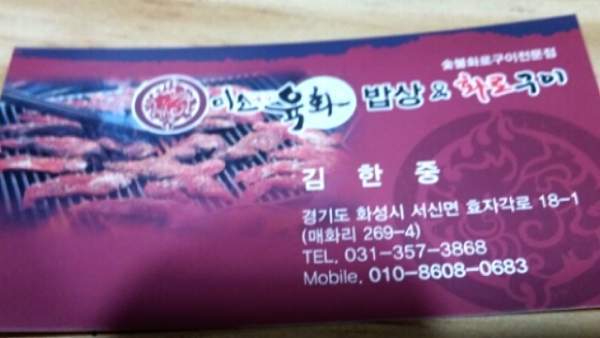 숯불화로구이전문점
미소 육화 밥상 & 화로구이
김한중
경기도 화성시 서신면 효자각로 18-1
(매화리 269-4)
TEL. 031-357-3868
Mobile. 010-8608-0683